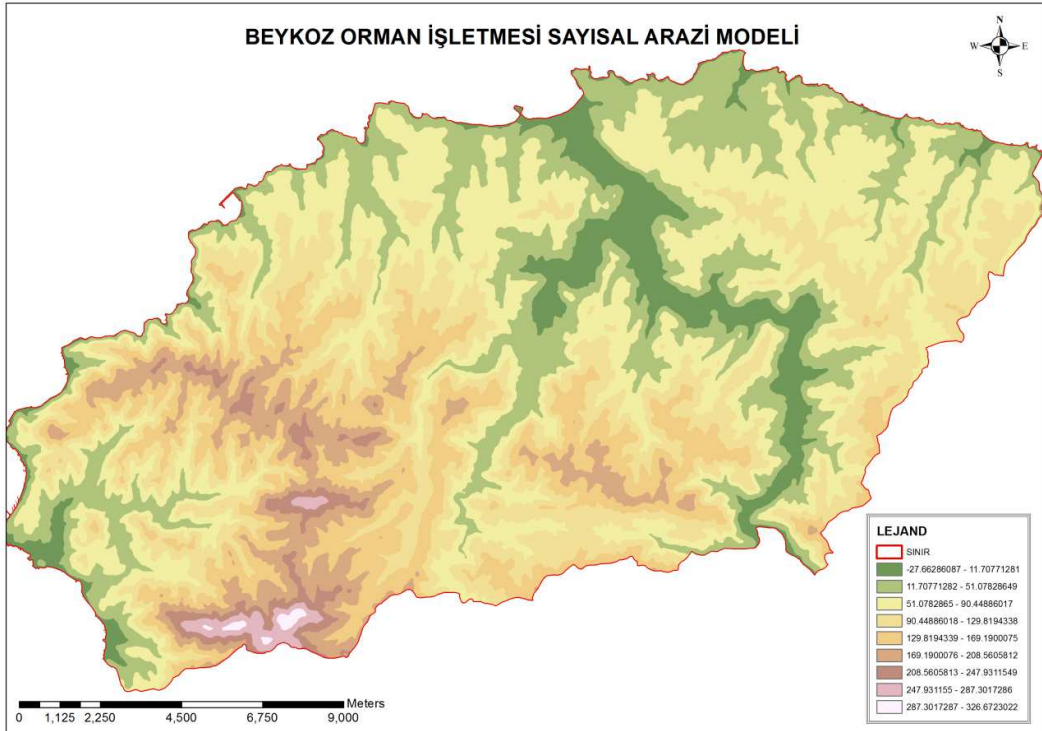 BEYKOZ ORMAN İŞLETMESİ SAYISAL ARAZİ MODELİ
N
W E
S
LEJAND
SINIR
-27.66286087 - 11.70771281
11.70771282 - 51.07828649
51.0782865 - 90.44886017
90.44886018 - 129.8194338
129.8194339 - 169.1900075
169.1900076 - 208.5605812
208.5605813 - 247.9311549
247.931155 - 287.3017286
287.3017287 - 326.6723022
Meters
0 1,125 2,250 4,500 6,750 9,000